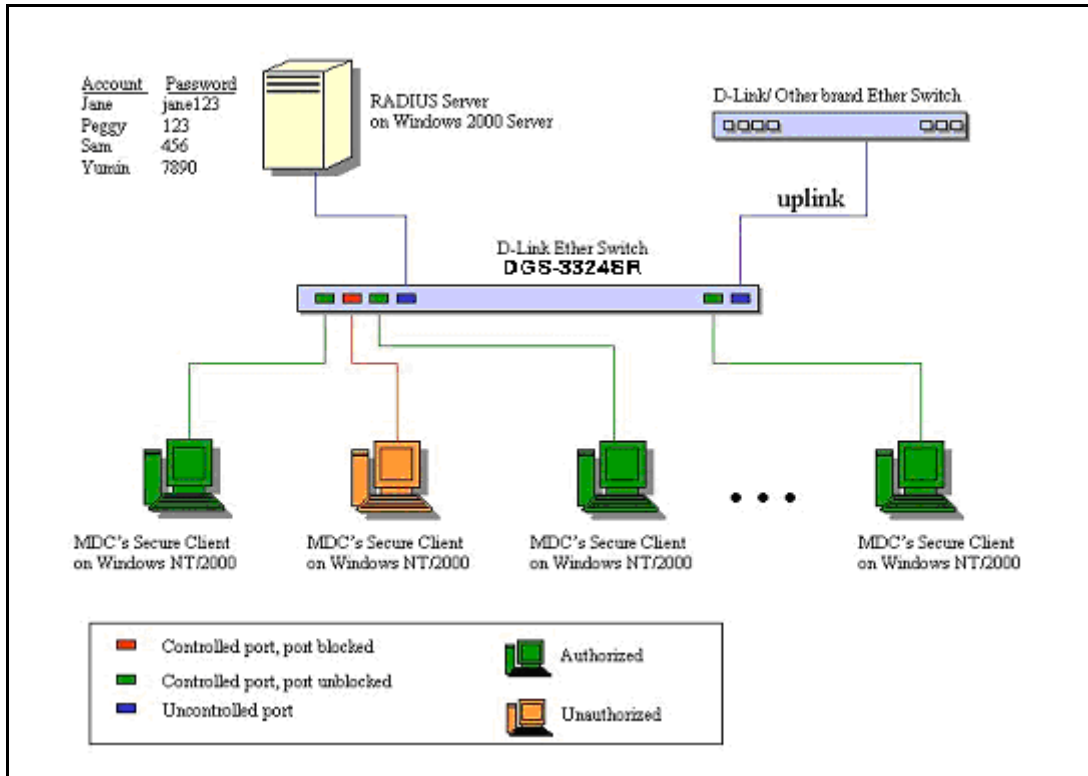 Account Password
Jane jane123
Peggy 123
Sam 456
Yumin 7890
RADIUS Server
on Windows 2000 Server
D-Link/ Other brand Ether Switch
uplink
D-Link Ether Switch
DGS-3324SR
MDC's Secure Client
on Windows NT/2000
MDC's Secure Client
on Windows NT/2000
MDC's Secure Client
on Windows NT/2000
MDC's Secure Client
on Windows NT/2000
Controlled port, port blocked
Controlled port, port unblocked
Uncontrolled port
Authorized
Unauthorized